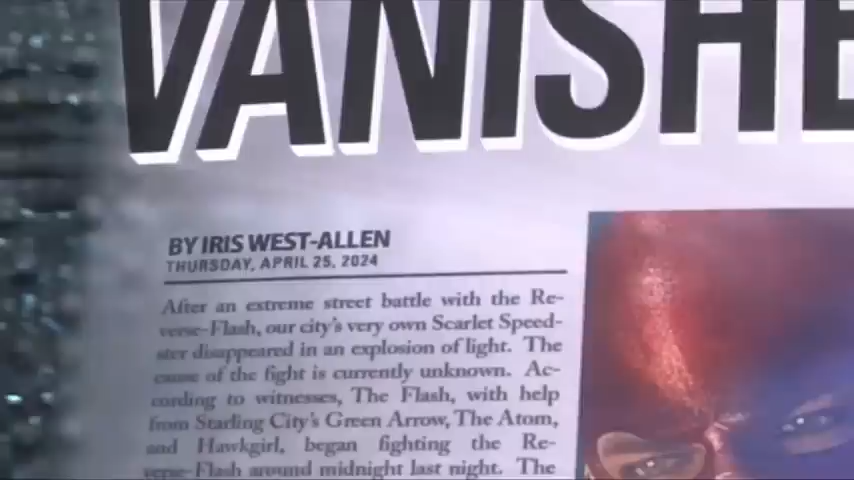 VANISHE
BY IRIS WEST-ALLEN
THURSDAY, APRIL 25, 2024
After an extreme street battle with the Re-
verse-Flash, our city's very own Scarlet Speed-
ster disappeared in an explosion of light. The
cause of the fight is currently unknown. Ac-
cording to witnesses, The Flash, with help
from Starling City's Green Arrow, The Atom,
and Hawkgirl, began fighting the Re-
verse-Flash around midnight last night. The